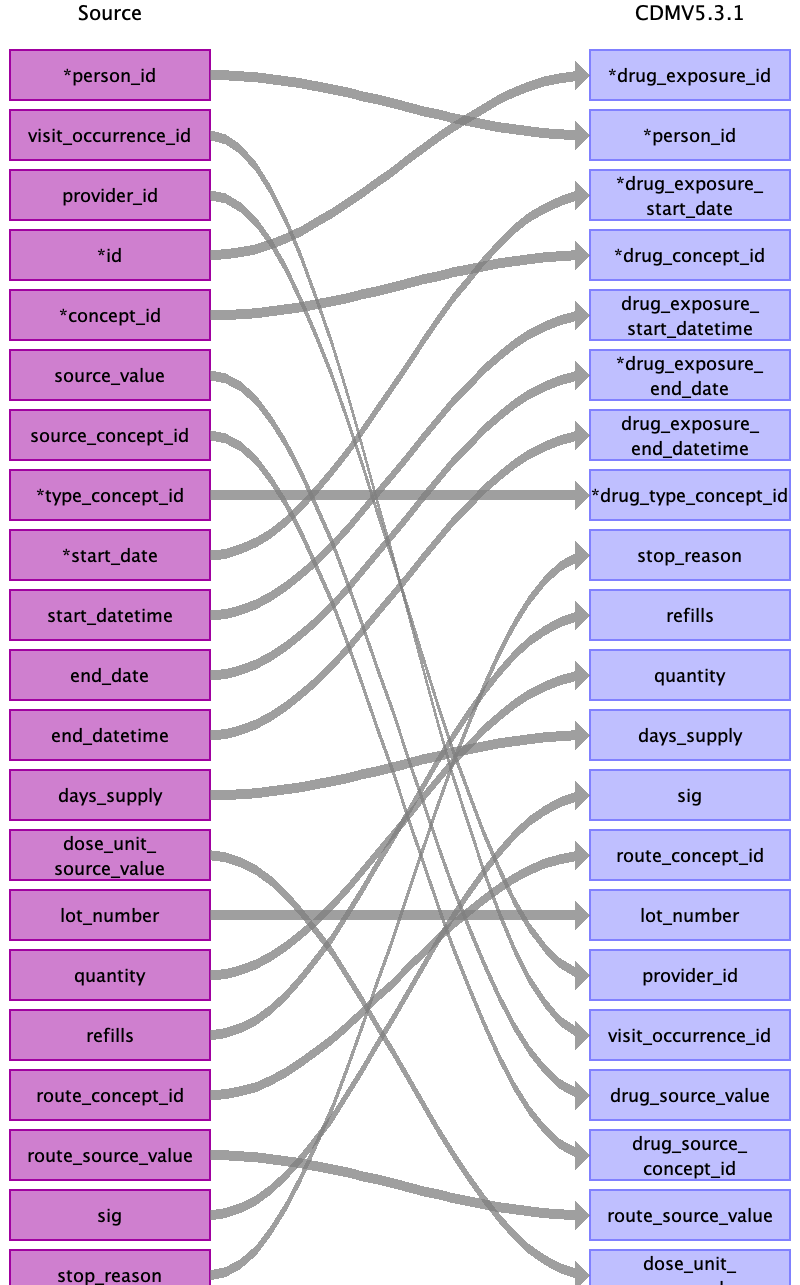 Source
CDMV5.3.1
*person_id
*drug_exposure_id
visit_occurrence_id
*person_id
provider_id
*drug_exposure_
start_date
*id
*drug_concept_id
*concept_id
drug_exposure_
start_datetime
source_value
*drug_exposure_
end_date
source_concept_id
drug_exposure_
end_datetime
*type_concept_id
*drug_type_concept_id
*start_date
stop_reason
start_datetime
refills
end_date
quantity
end_datetime
days_supply
days_supply
sig
dose_unit_
source_value
route_concept_id
lot_number
lot_number
quantity
provider_id
refills
visit_occurrence_id
route_concept_id
drug_source_value
route_source_value
drug_source_
concept_id
sig
route_source_value
stop_reason
dose_unit_